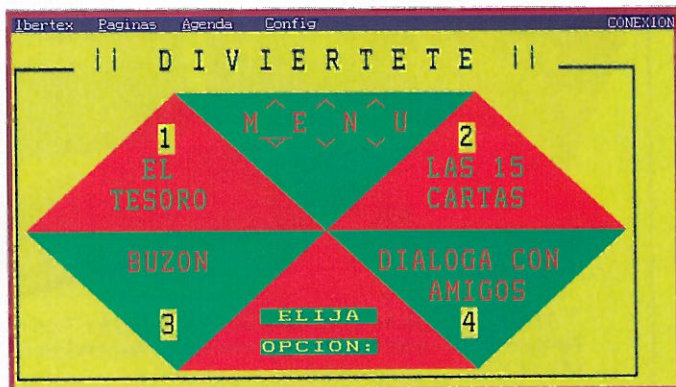 Ibertex Paginas Agenda Config CONEXION
¡¡ DIVIERTETE ¡¡
MENU
1
EL
TESORO
2
LAS 15
CARTAS
BUZON
3
DIALOGA CON
AMIGOS
4
ELIJA
OPCION: